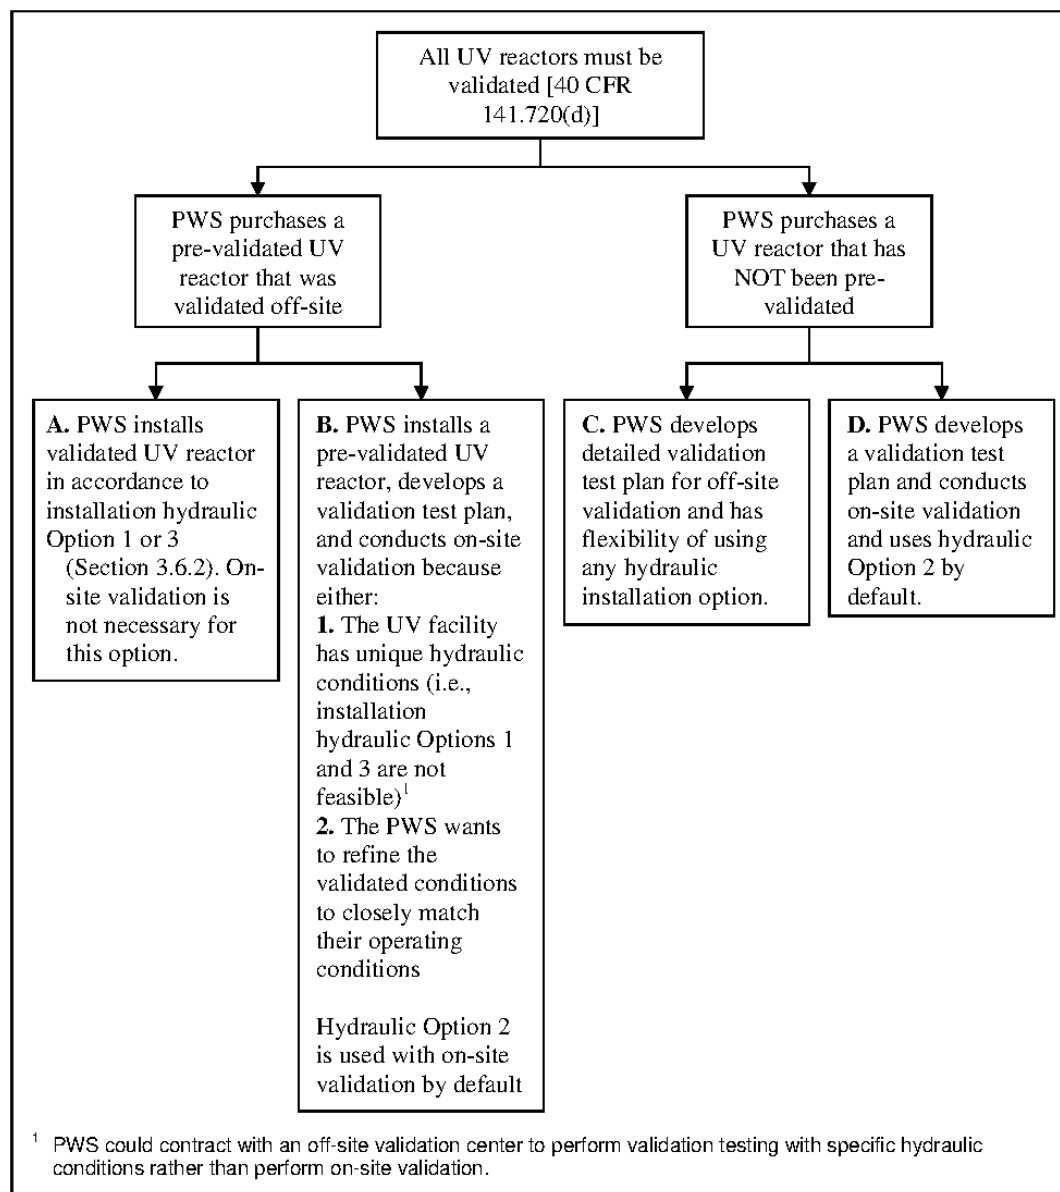 All UV reactors must be
validated [40 CFR
141.720(d)]
PWS purchases a
pre-validated UV
reactor that was
validated off-site
PWS purchases a
UV reactor that has
NOT been pre-
validated
A. PWS installs
validated UV reactor
in accordance to
installation hydraulic
Option 1 or 3
(Section 3.6.2). On-
site validation is
not necessary for
this option.
B. PWS installs a
pre-validated UV
reactor, develops a
validation test plan,
and conducts on-site
validation because
either:
1. The UV facility
has unique hydraulic
conditions (i.e.,
installation
hydraulic Options 1
and 3 are not
feasible)1
2. The PWS wants
to refine the
validated conditions
to closely match
their operating
conditions
Hydraulic Option 2
is used with on-site
validation by default
C. PWS develops
detailed validation
test plan for off-site
validation and has
flexibility of using
any hydraulic
installation option.
D. PWS develops
a validation test
plan and conducts
on-site validation
and uses hydraulic
Option 2 by
default.
1 PWS could contract with an off-site validation center to perform validation testing with specific hydraulic
conditions rather than perform on-site validation.